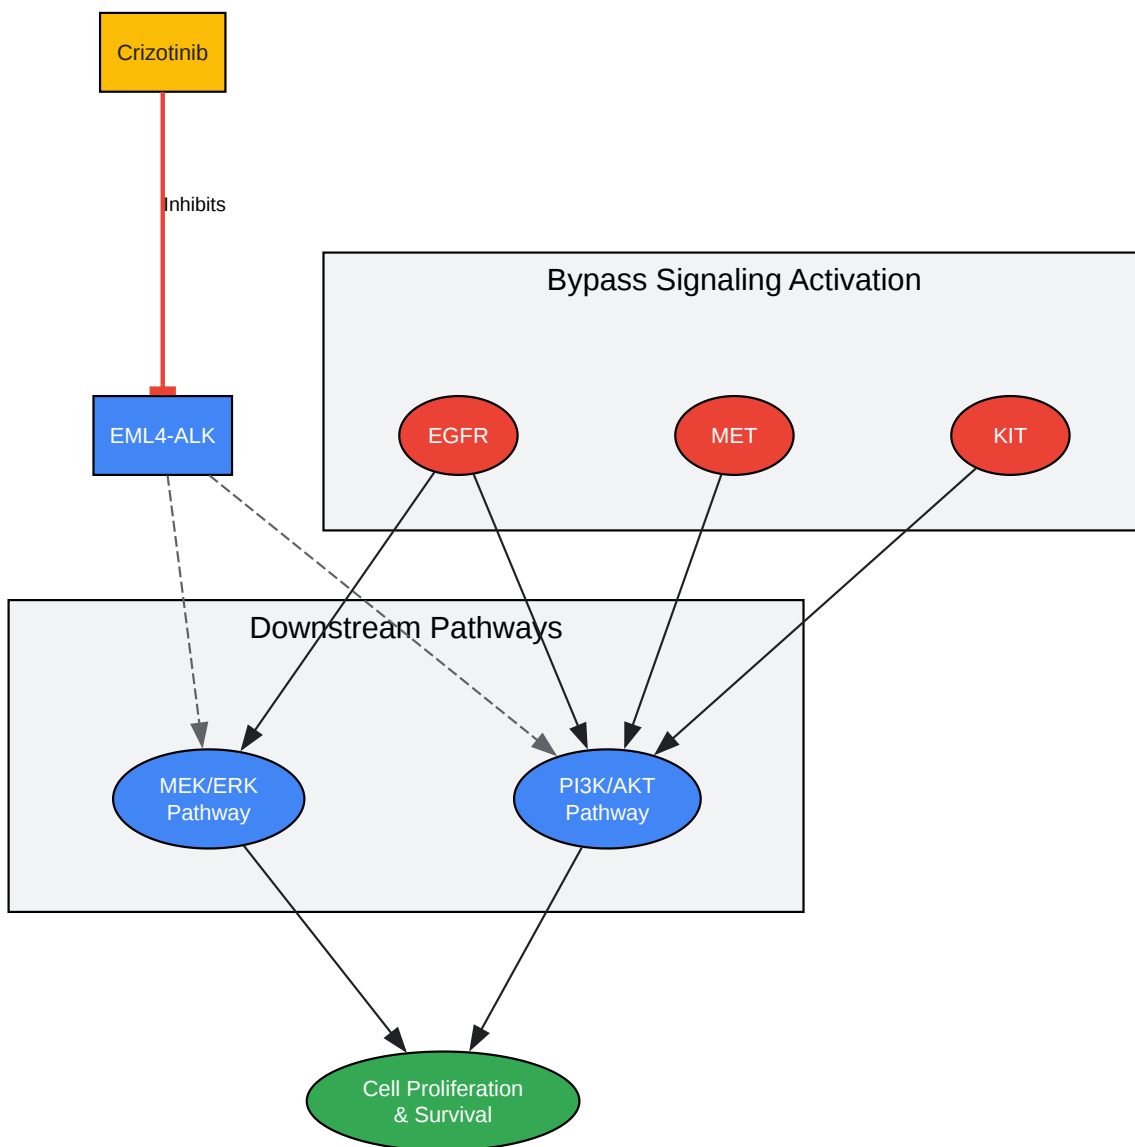 Crizotinib
Inhibits
Bypass Signaling Activation
EML4-ALK
EGFR
MET
KIT
Downstream Pathways
MEK/ERK
Pathway
PI3K/AKT
Pathway
Cell Proliferation
& Survival